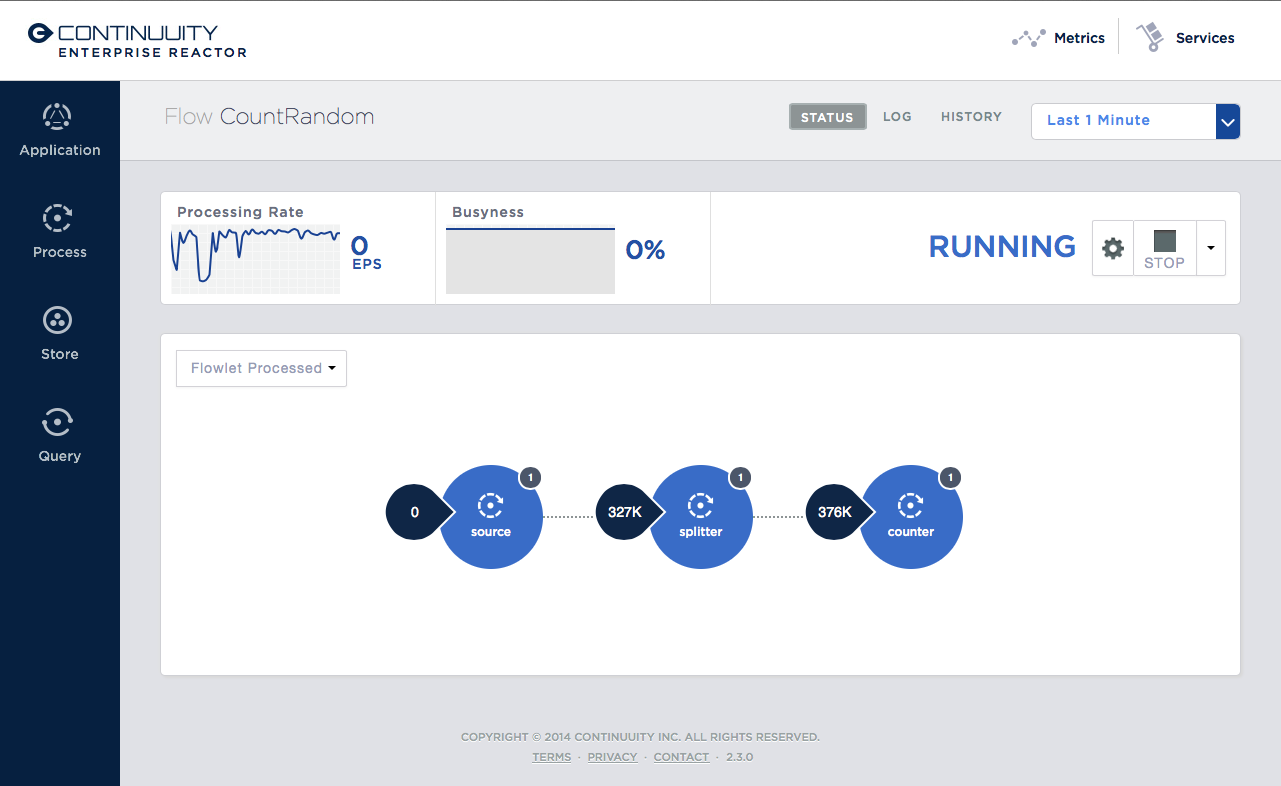 CONTINUUITY
ENTERPRISE REACTOR
Metrics
Services
Application
Process
Store
Query
Flow CountRandom
STATUS
LOG
HISTORY
Last 1 Minute
Processing Rate
0
EPS
Busyness
0%
RUNNING
STOP
Flowlet Processed
0
source
1
327K
splitter
1
376K
counter
1
COPYRIGHT © 2014 CONTINUUITY INC. ALL RIGHTS RESERVED.
TERMS · PRIVACY · CONTACT · 2.3.0